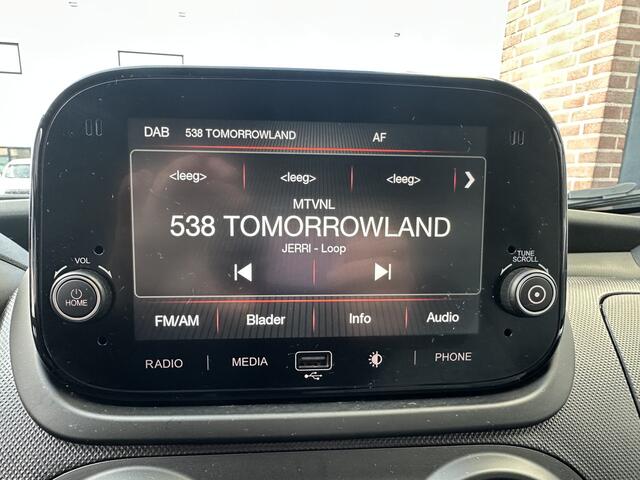 DAB 538 TOMORROWLAND AF
<leeg> <leeg> <leeg>
MTVNL
538 TOMORROWLAND
JERRI - Loop
VOL
HOME
TUNE
SCROLL
FM/AM Blader Info Audio
RADIO MEDIA PHONE